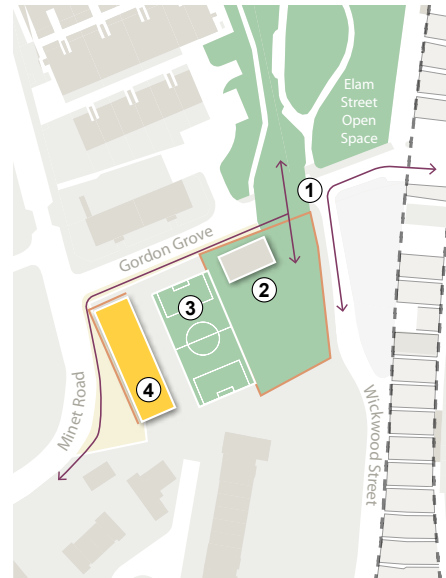 Elam
Street
Open
Space
1
Gordon Grove
2
3
4
Minet Road
Wickwood Street